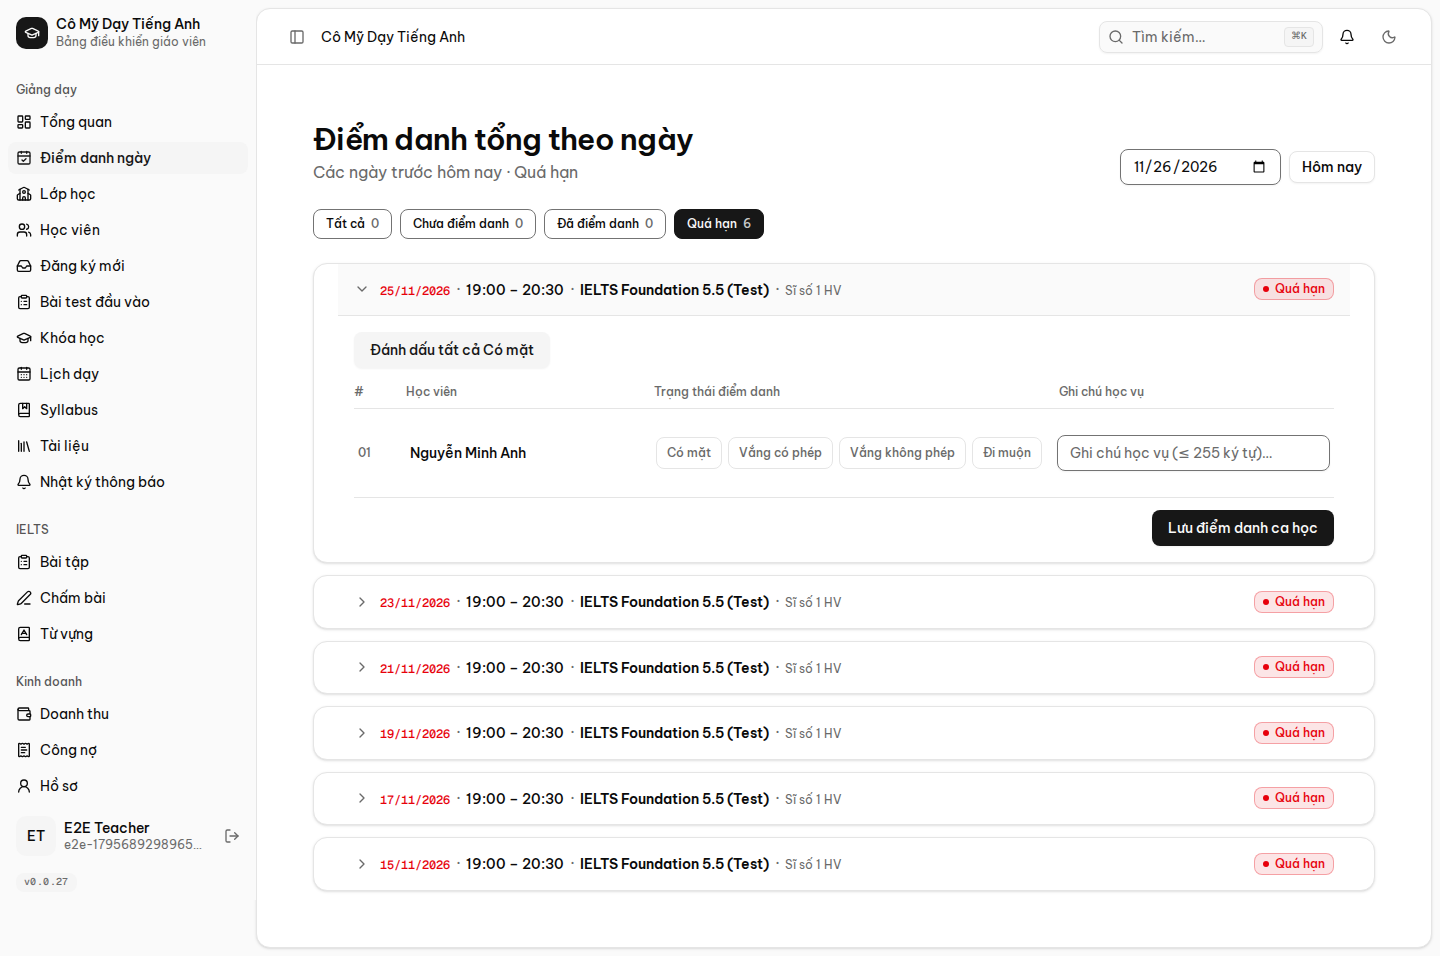 Cô Mỹ Dạy Tiếng Anh
Bảng điều khiển giáo viên
Giảng dạy
Tổng quan
Điểm danh ngày
Lớp học
Học viên
Đăng ký mới
Bài test đầu vào
Khóa học
Lịch dạy
Syllabus
Tài liệu
Nhật ký thông báo
IELTS
Bài tập
Chấm bài
Từ vựng
Kinh doanh
Doanh thu
Công nợ
Hồ sơ
ET
E2E Teacher
e2e-1795689298965...
v0.0.27
Cô Mỹ Dạy Tiếng Anh
Tìm kiếm...
⌘K
Điểm danh tổng theo ngày
Các ngày trước hôm nay · Quá hạn
11/26/2026
Hôm nay
Tất cả 0
Chưa điểm danh 0
Đã điểm danh 0
Quá hạn 6
25/11/2026 · 19:00 – 20:30 · IELTS Foundation 5.5 (Test) · Sĩ số 1 HV
Quá hạn
Đánh dấu tất cả Có mặt
# Học viên Trạng thái điểm danh Ghi chú học vụ
01 Nguyễn Minh Anh Có mặt Vắng có phép Vắng không phép Đi muộn Ghi chú học vụ (≤ 255 ký tự)...
Lưu điểm danh ca học
23/11/2026 · 19:00 – 20:30 · IELTS Foundation 5.5 (Test) · Sĩ số 1 HV
Quá hạn
21/11/2026 · 19:00 – 20:30 · IELTS Foundation 5.5 (Test) · Sĩ số 1 HV
Quá hạn
19/11/2026 · 19:00 – 20:30 · IELTS Foundation 5.5 (Test) · Sĩ số 1 HV
Quá hạn
17/11/2026 · 19:00 – 20:30 · IELTS Foundation 5.5 (Test) · Sĩ số 1 HV
Quá hạn
15/11/2026 · 19:00 – 20:30 · IELTS Foundation 5.5 (Test) · Sĩ số 1 HV
Quá hạn